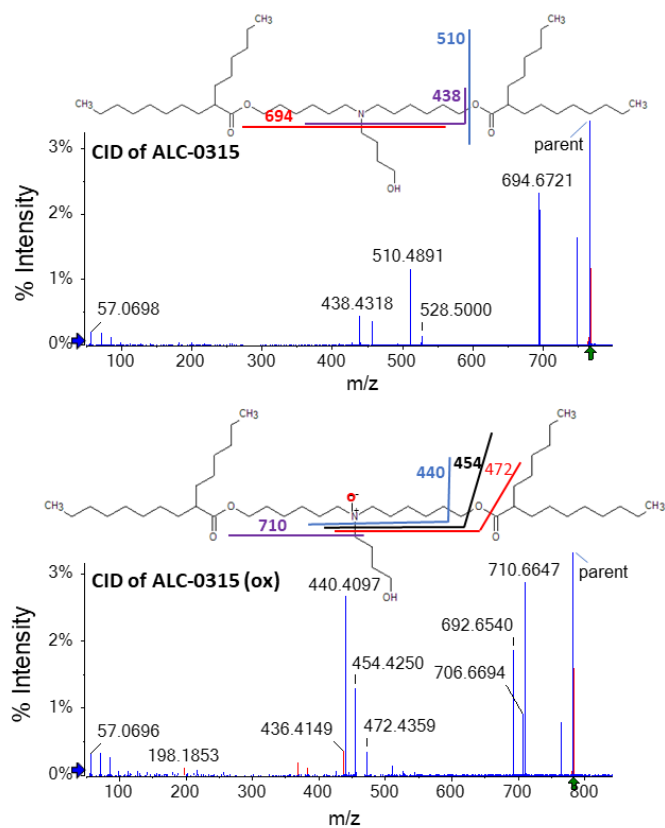 CH₃
CH₃
510
CH₃
O
N
438
O
CH₃
O
694
O
3%
CID of ALC-0315
OH
parent
694.6721
% Intensity
2%
510.4891
1%
57.0698
438.4318
528.5000
0%
100 200 300 400 500 600 700
m/z
CH₃
CH₃
440
454
472
CH₃
O
O⁻
N⁺
O
CH₃
O
710
O
3%
CID of ALC-0315 (ox)
OH
440.4097
710.6647
parent
% Intensity
2%
692.6540
454.4250
706.6694
1%
436.4149
472.4359
57.0696
198.1853
0%
100 200 300 400 500 600 700 800
m/z